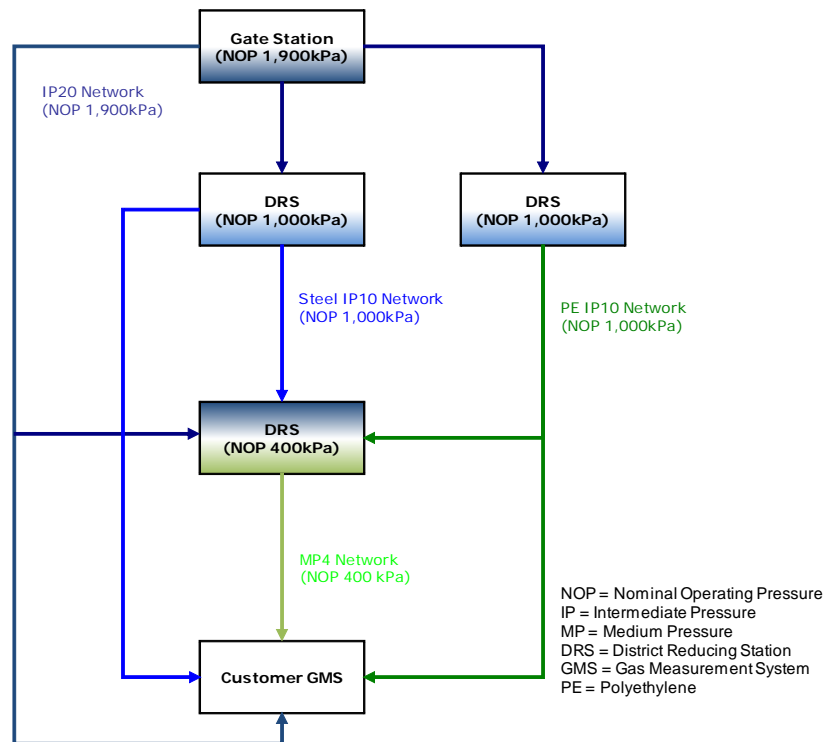 Gate Station
(NOP 1,900kPa)
IP20 Network
(NOP 1,900kPa)
DRS
(NOP 1,000kPa)
DRS
(NOP 1,000kPa)
Steel IP10 Network
(NOP 1,000kPa)
PE IP10 Network
(NOP 1,000kPa)
DRS
(NOP 400kPa)
MP4 Network
(NOP 400 kPa)
Customer GMS
NOP = Nominal Operating Pressure
IP = Intermediate Pressure
MP = Medium Pressure
DRS = District Reducing Station
GMS = Gas Measurement System
PE = Polyethylene